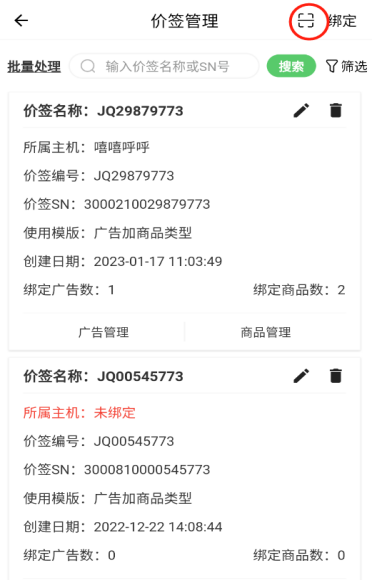 价签管理 绑定
批量处理 输入价签名称或SN号 搜索 筛选
价签名称：JQ29879773
所属主机：嘻嘻呼呼
价签编号：JQ29879773
价签SN：3000210029879773
使用模版：广告加商品类型
创建日期：2023-01-17 11:03:49
绑定广告数：1 绑定商品数：2
广告管理 商品管理
价签名称：JQ00545773
所属主机：未绑定
价签编号：JQ00545773
价签SN：3000810000545773
使用模版：广告加商品类型
创建日期：2022-12-22 14:08:44
绑定广告数：0 绑定商品数：0